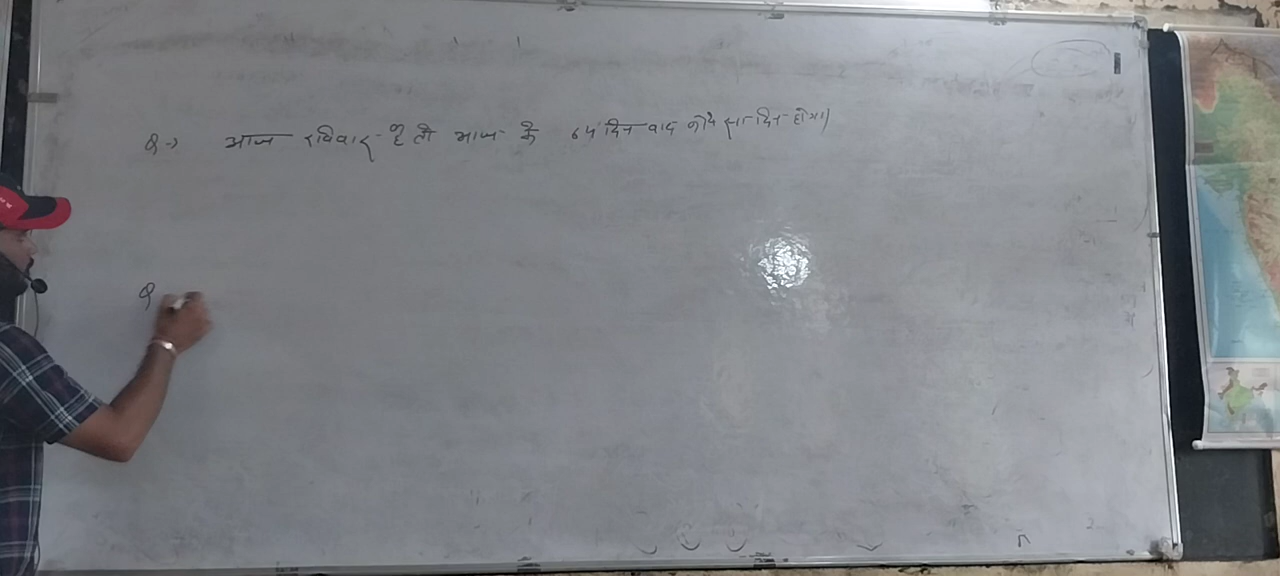 Q→ आज रविवार है तो आज के 64 दिन बाद कौन सा दिन होगा
Q